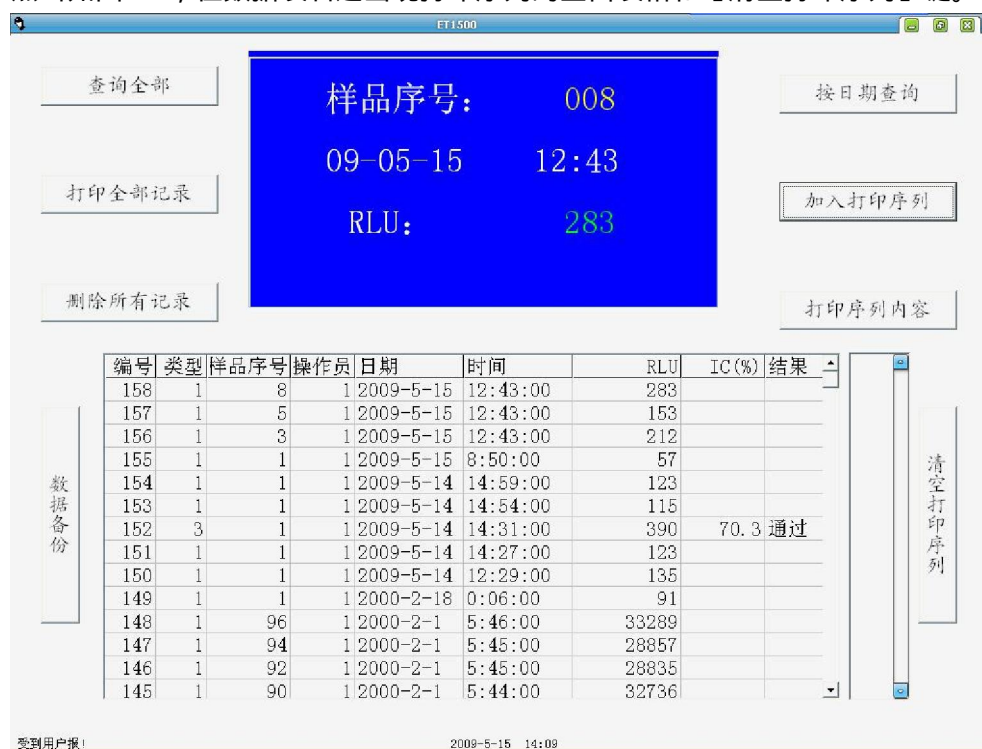 ET1500
查询全部
样品序号： 008
按日期查询
09-05-15 12:43
打印全部记录
加入打印序列
RLU： 283
删除所有记录
打印序列内容
编号 类型 样品序号 操作员 日期 时间 RLU IC(%) 结果
158 1 8 1 2009-5-15 12:43:00 283
157 1 5 1 2009-5-15 12:43:00 153
156 1 3 1 2009-5-15 12:43:00 212
155 1 1 1 2009-5-15 8:50:00 57
154 1 1 1 2009-5-14 14:59:00 123
153 1 1 1 2009-5-14 14:54:00 115
152 3 1 1 2009-5-14 14:31:00 390 70.3 通过
151 1 1 1 2009-5-14 14:27:00 123
150 1 1 1 2009-5-14 12:29:00 135
149 1 1 1 2000-2-18 0:06:00 91
148 1 96 1 2000-2-1 5:46:00 33289
147 1 94 1 2000-2-1 5:45:00 28857
146 1 92 1 2000-2-1 5:45:00 28835
145 1 90 1 2000-2-1 5:44:00 32736
数据备份
清空打印序列
受到用户报!
2009-5-15 14:09